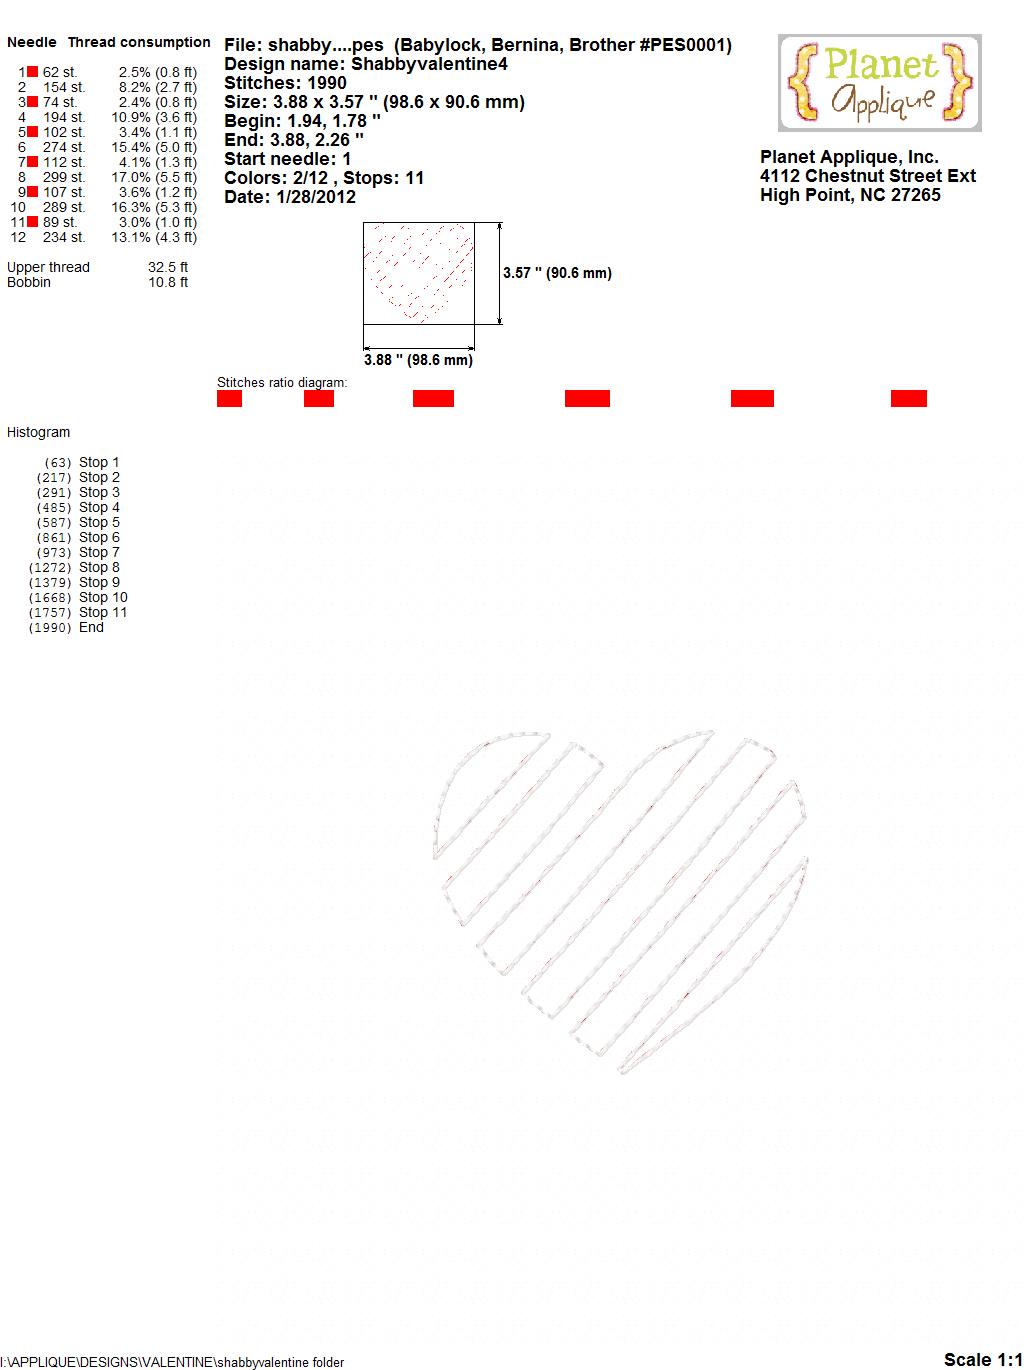 Needle Thread consumption
1 62 st. 2.5% (0.8 ft)
2 154 st. 8.2% (2.7 ft)
3 74 st. 2.4% (0.8 ft)
4 194 st. 10.9% (3.6 ft)
5 102 st. 3.4% (1.1 ft)
6 274 st. 15.4% (5.0 ft)
7 112 st. 4.1% (1.3 ft)
8 299 st. 17.0% (5.5 ft)
9 107 st. 3.6% (1.2 ft)
10 289 st. 16.3% (5.3 ft)
11 89 st. 3.0% (1.0 ft)
12 234 st. 13.1% (4.3 ft)
Upper thread 32.5 ft
Bobbin 10.8 ft
File: shabby....pes (Babylock, Bernina, Brother #PES0001)
Design name: Shabbyvalentine4
Stitches: 1990
Size: 3.88 x 3.57 " (98.6 x 90.6 mm)
Begin: 1.94, 1.78 "
End: 3.88, 2.26 "
Start needle: 1
Colors: 2/12 , Stops: 11
Date: 1/28/2012
Planet
Applique
Planet Applique, Inc.
4112 Chestnut Street Ext
High Point, NC 27265
3.57 " (90.6 mm)
3.88 " (98.6 mm)
Stitches ratio diagram:
Histogram
(63) Stop 1
(217) Stop 2
(291) Stop 3
(485) Stop 4
(587) Stop 5
(861) Stop 6
(973) Stop 7
(1272) Stop 8
(1379) Stop 9
(1668) Stop 10
(1757) Stop 11
(1990) End
I:\APPLIQUE\DESIGNS\VALENTINE\shabbyvalentine folder
Scale 1:1